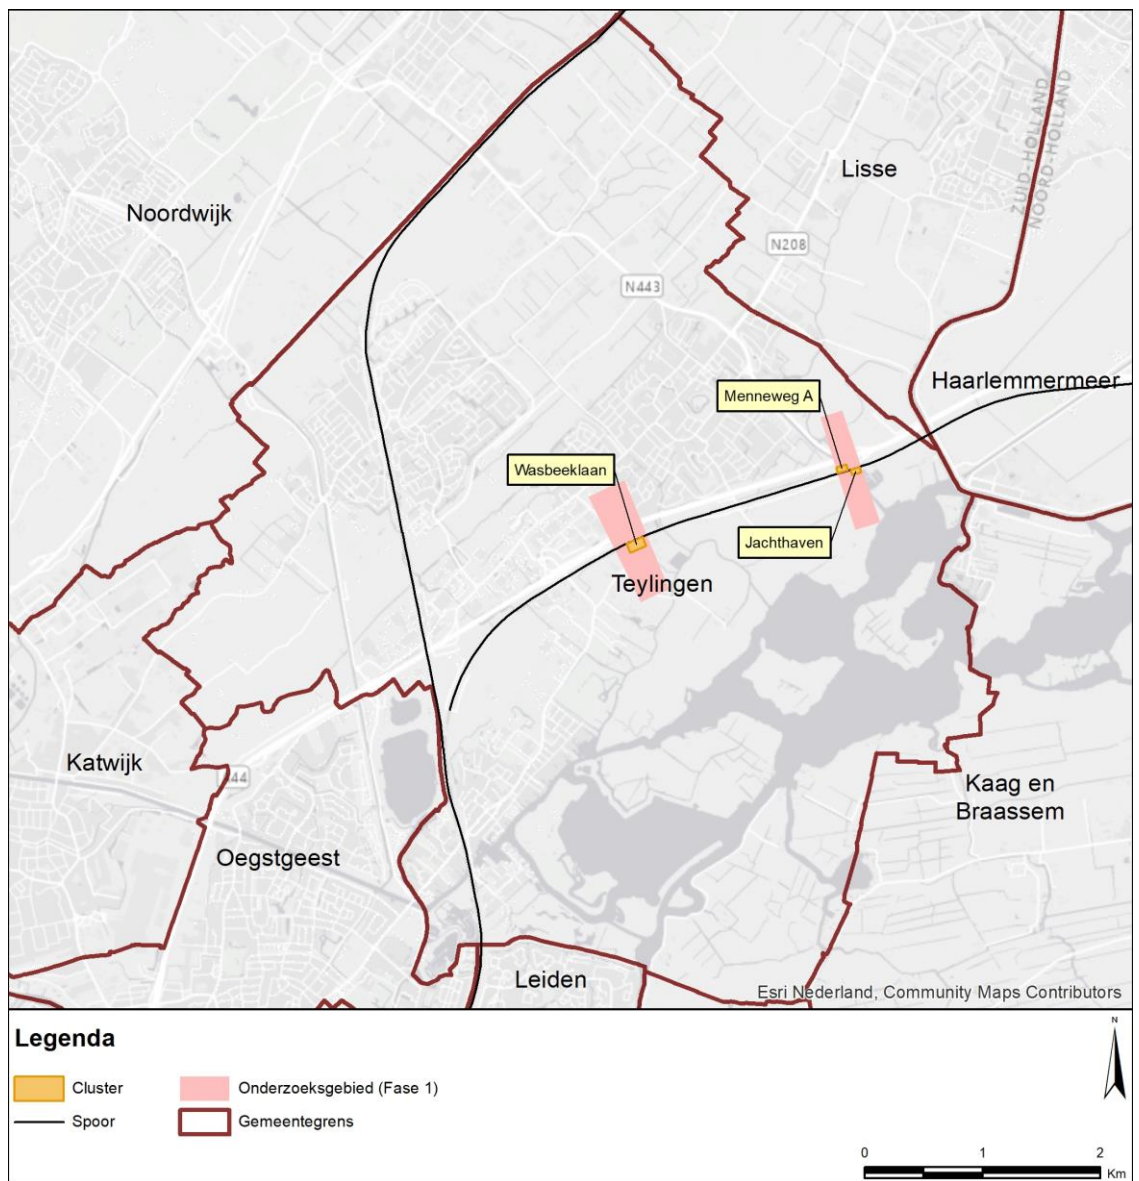 ZUID-HOLLAND
NOORD-HOLLAND
Lisse
Noordwijk
N208
N443
Haarlemmermeer
Menneweg A
Wasbeeklaan
Jachthaven
Teylingen
Katwijk
A44
Kaag en
Braassem
Oegstgeest
Leiden
Esri Nederland, Community Maps Contributors
Legenda
N
Cluster
Onderzoeksgebied (Fase 1)
Spoor
Gemeentegrens
0 1 2
Km